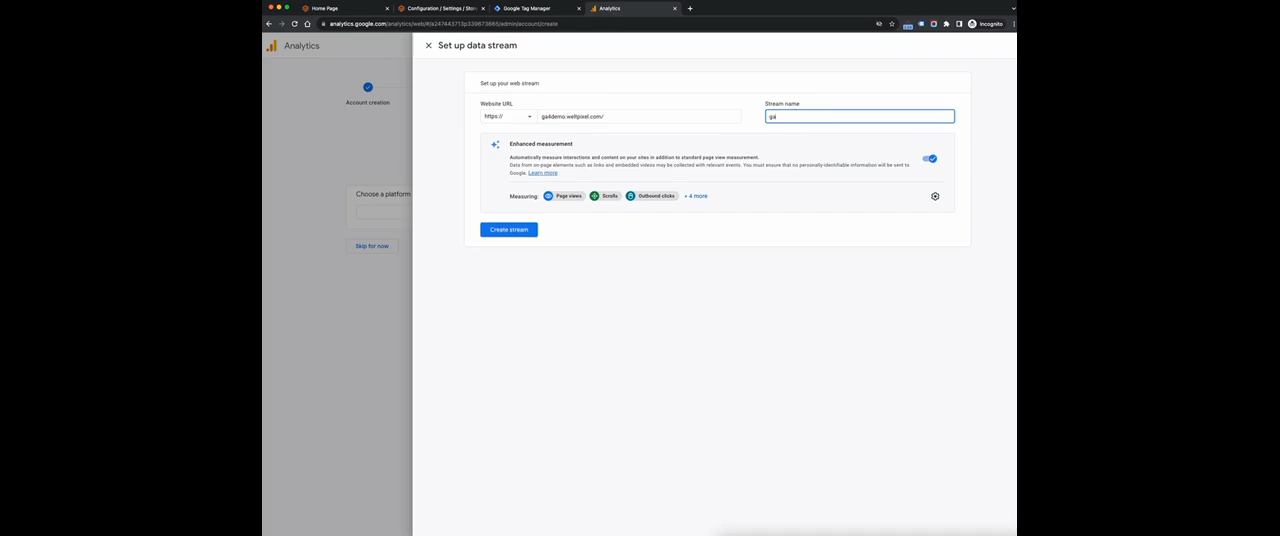 Home Page
Configuration / Settings / Store
Google Tag Manager
Analytics
analytics.google.com/analytics/web/#/a247443713p339673665/admin/account/create
Incognito
Analytics
Set up data stream
Account creation
Choose a platform
Skip for now
Set up your web stream
Website URL
Stream name
https://
ga4demo.weltpixel.com/
ga
Enhanced measurement
Automatically measure interactions and content on your sites in addition to standard page view measurement.
Data from on-page elements such as links and embedded videos may be collected with relevant events. You must ensure that no personally-identifiable information will be sent to
Google. Learn more
Measuring: Page views Scrolls Outbound clicks + 4 more
Create stream